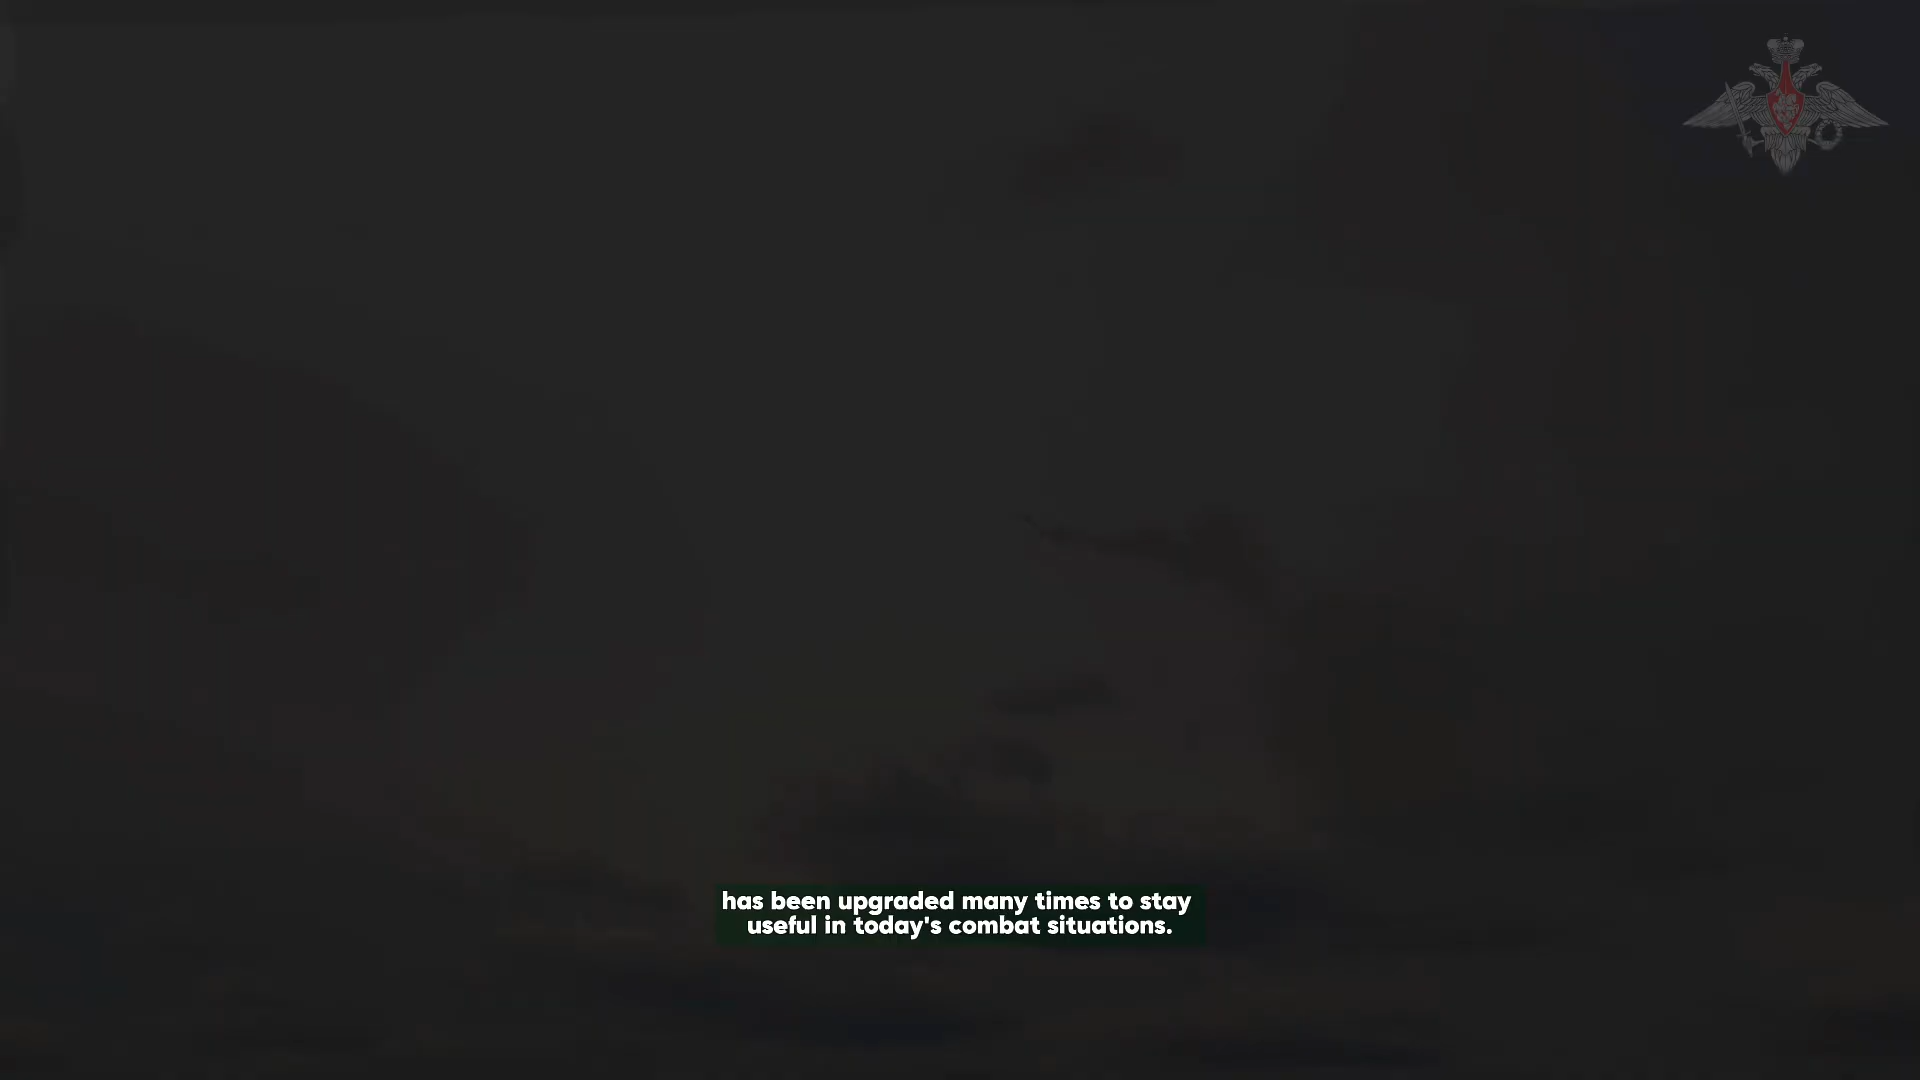 has been upgraded many times to stay
useful in today's combat situations.